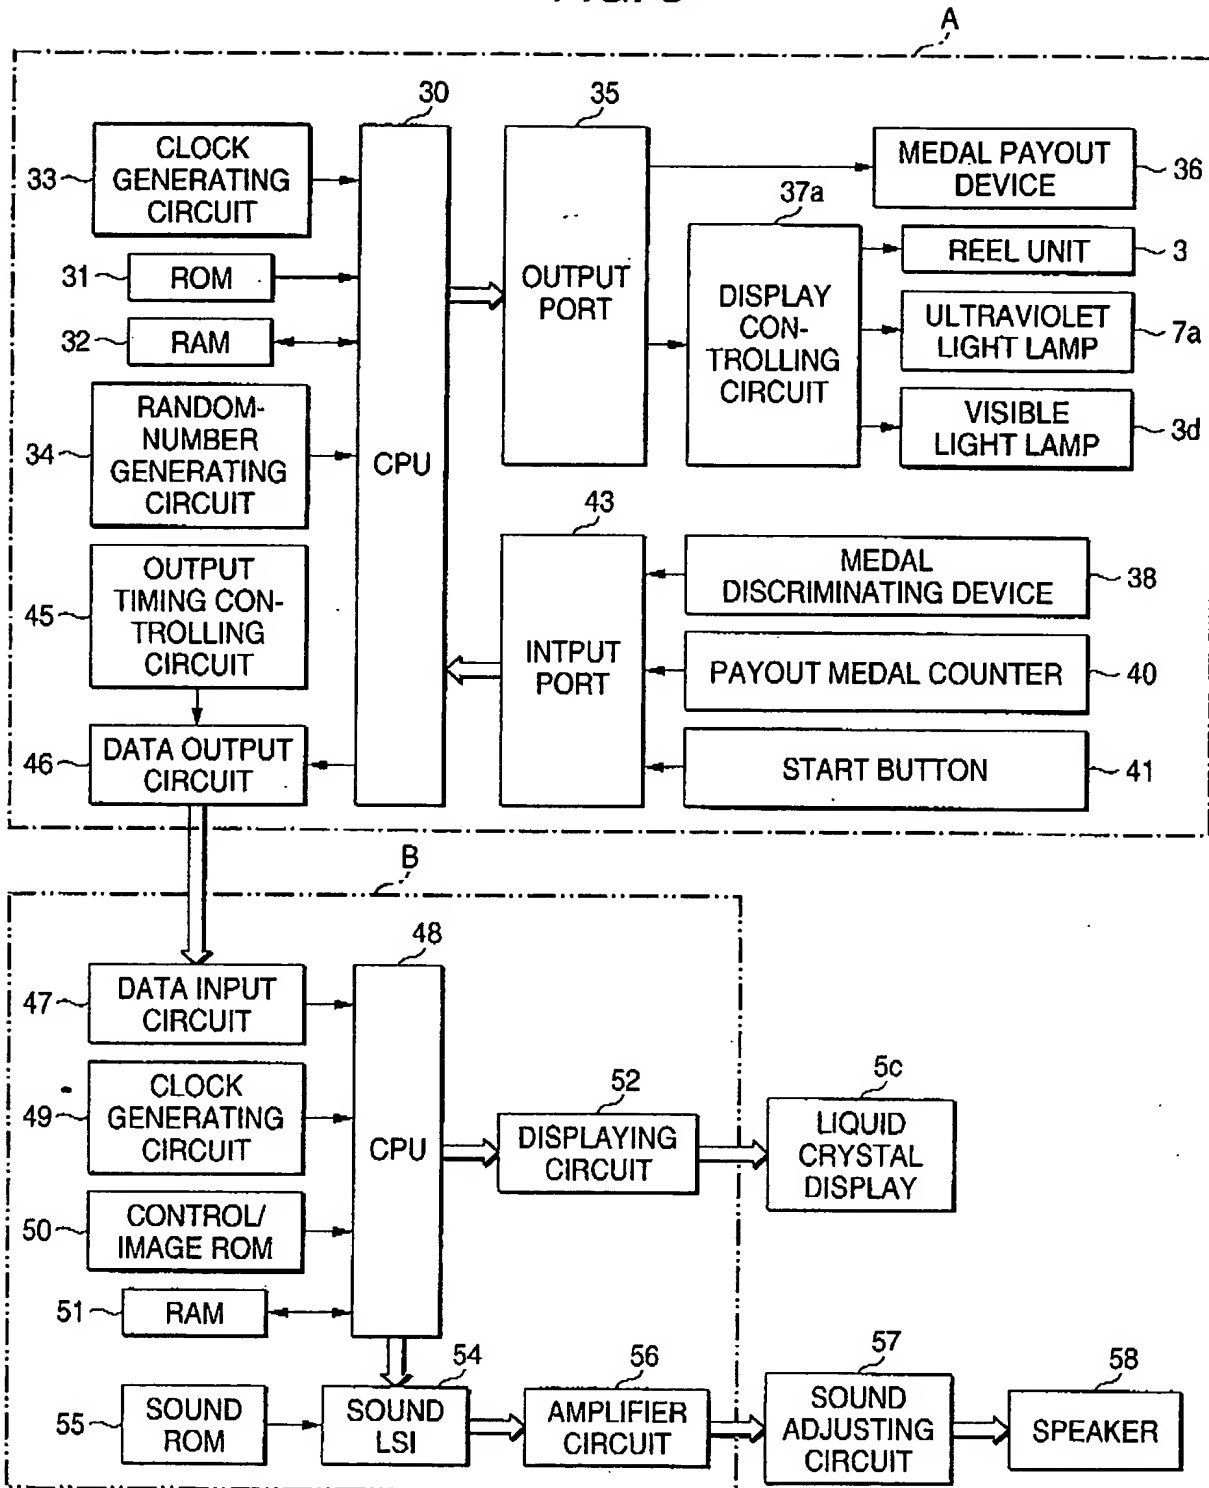 A
30
35
33
CLOCK
GENERATING
CIRCUIT
MEDAL PAYOUT
DEVICE
36
37a
31
ROM
OUTPUT
PORT
DISPLAY
CON-
TROLLING
CIRCUIT
REEL UNIT
3
32
RAM
ULTRAVIOLET
LIGHT LAMP
7a
34
RANDOM-
NUMBER
GENERATING
CIRCUIT
CPU
VISIBLE
LIGHT LAMP
3d
43
45
OUTPUT
TIMING CON-
TROLLING
CIRCUIT
INTPUT
PORT
MEDAL
DISCRIMINATING DEVICE
38
PAYOUT MEDAL COUNTER
40
46
DATA OUTPUT
CIRCUIT
START BUTTON
41
B
48
47
DATA INPUT
CIRCUIT
49
CLOCK
GENERATING
CIRCUIT
CPU
52
DISPLAYING
CIRCUIT
5c
LIQUID
CRYSTAL
DISPLAY
50
CONTROL/
IMAGE ROM
51
RAM
54
56
57
58
55
SOUND
ROM
SOUND
LSI
AMPLIFIER
CIRCUIT
SOUND
ADJUSTING
CIRCUIT
SPEAKER